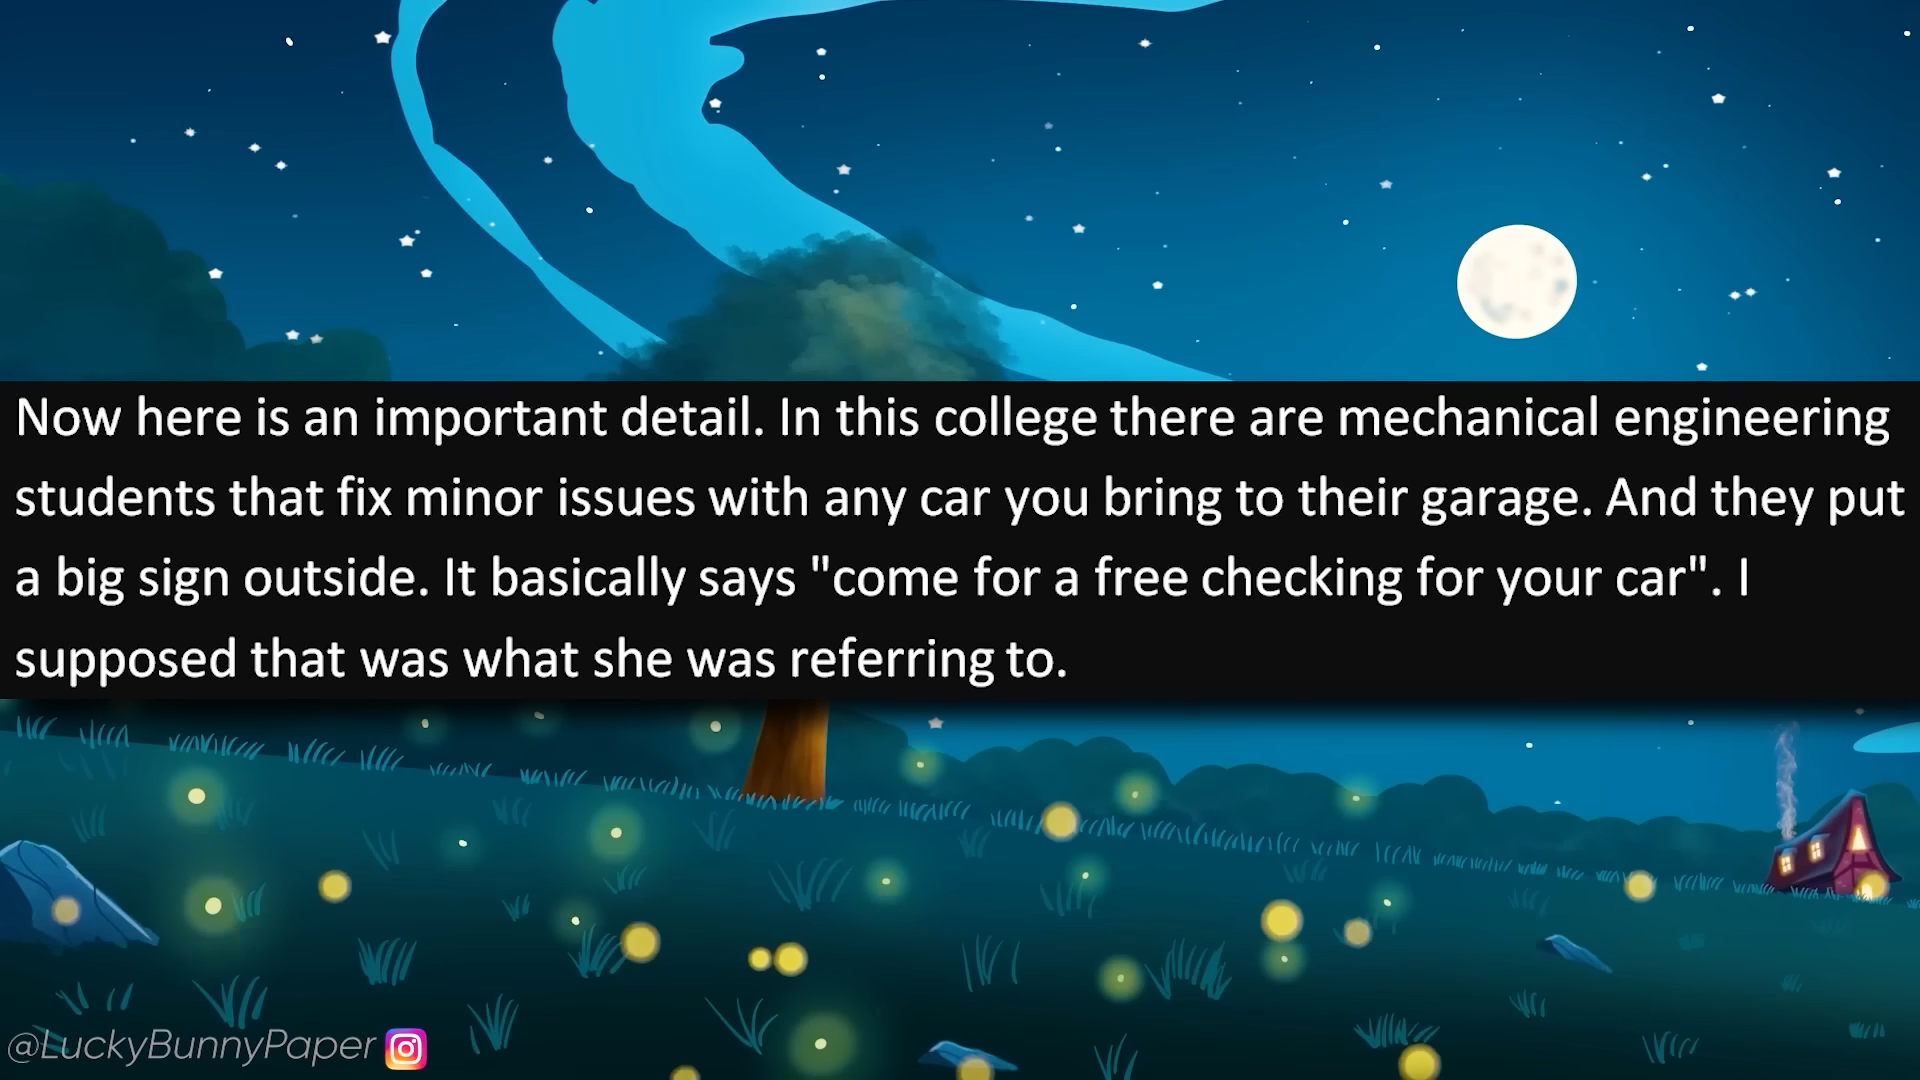 Now here is an important detail. In this college there are mechanical engineering
students that fix minor issues with any car you bring to their garage. And they put
a big sign outside. It basically says "come for a free checking for your car". I
supposed that was what she was referring to.
@LuckyBunnyPaper